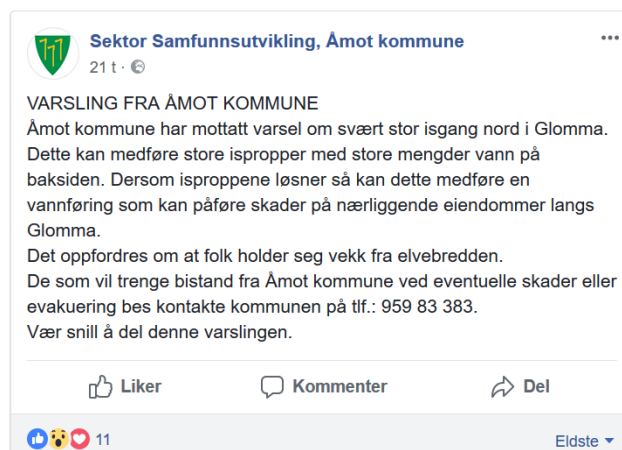 Sektor Samfunnsutvikling, Åmot kommune
21 t ·
VARSLING FRA ÅMOT KOMMUNE
Åmot kommune har mottatt varsel om svært stor isgang nord i Glomma.
Dette kan medføre store ispropper med store mengder vann på
baksiden. Dersom isproppene løsner så kan dette medføre en
vannføring som kan påføre skader på nærliggende eiendommer langs
Glomma.
Det oppfordres om at folk holder seg vekk fra elvebredden.
De som vil trenge bistand fra Åmot kommune ved eventuelle skader eller
evakuering bes kontakte kommunen på tlf.: 959 83 383.
Vær snill å del denne varslingen.
Liker Kommenter Del
11 Eldste